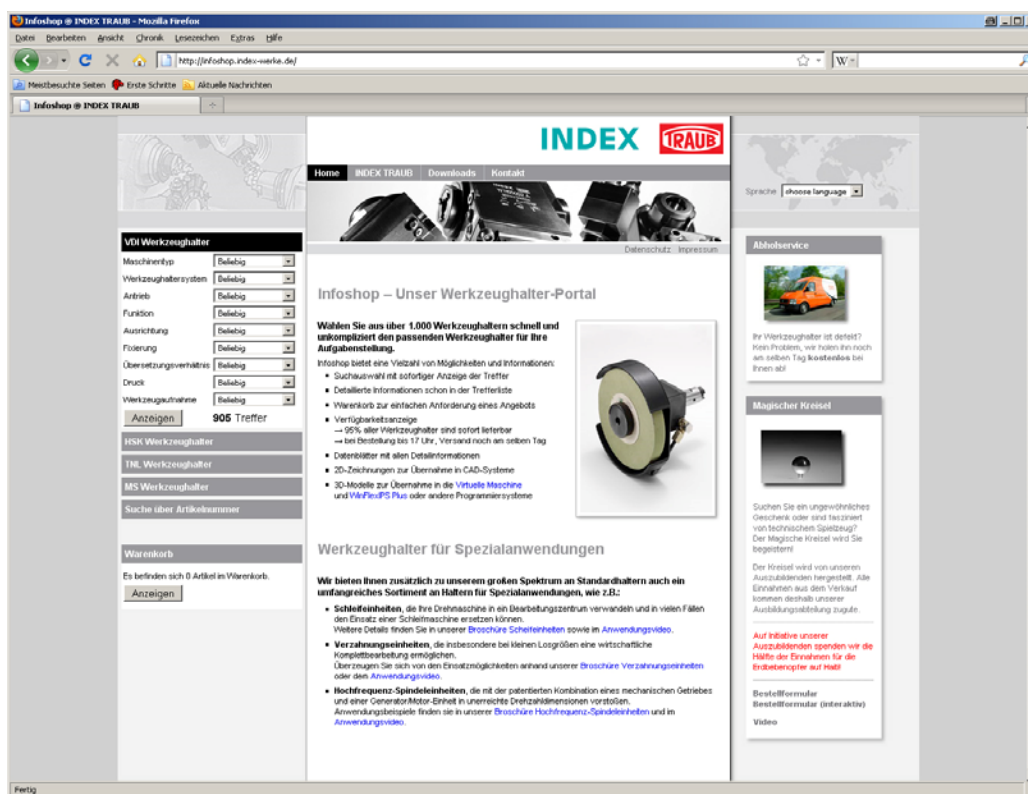 Infoshop @ INDEX TRAUB - Mozilla Firefox
Datei Bearbeiten Ansicht Chronik Lesezeichen Extras Hilfe
http://infoshop.index-werke.de/
W
Meistbesuchte Seiten Erste Schritte Aktuelle Nachrichten
Infoshop @ INDEX TRAUB
INDEX TRAUB
Home INDEX TRAUB Downloads Kontakt
Sprache choose language
Datenschutz Impressum
VDI Werkzeughalter
Maschinentyp Beliebig
Werkzeughaltersystem Beliebig
Antrieb Beliebig
Funktion Beliebig
Ausrichtung Beliebig
Fixierung Beliebig
Übersetzungsverhältnis Beliebig
Druck Beliebig
Werkzeugaufnahme Beliebig
Anzeigen 905 Treffer
HSK Werkzeughalter
TNL Werkzeughalter
MS Werkzeughalter
Suche über Artikelnummer
Warenkorb
Es befinden sich 0 Artikel im Warenkorb.
Anzeigen
Infoshop – Unser Werkzeughalter-Portal
Wählen Sie aus über 1.000 Werkzeughaltern schnell und
unkompliziert den passenden Werkzeughalter für Ihre
Aufgabenstellung.
Infoshop bietet eine Vielzahl von Möglichkeiten und Informationen:
▪ Suchauswahl mit sofortiger Anzeige der Treffer
▪ Detaillierte Informationen schon in der Trefferliste
▪ Warenkorb zur einfachen Anforderung eines Angebots
▪ Verfügbarkeitsanzeige
→ 95% aller Werkzeughalter sind sofort lieferbar
→ bei Bestellung bis 17 Uhr, Versand noch am selben Tag
▪ Datenblätter mit allen Detailinformationen
▪ 2D-Zeichnungen zur Übernahme in CAD-Systeme
▪ 3D-Modelle zur Übernahme in die Virtuelle Maschine
und WinFlexIPS Plus oder andere Programmiersysteme
Werkzeughalter für Spezialanwendungen
Wir bieten Ihnen zusätzlich zu unserem großen Spektrum an Standardhaltern auch ein
umfangreiches Sortiment an Haltern für Spezialanwendungen, wie z.B.:
▪ Schleifeinheiten, die Ihre Drehmaschine in ein Bearbeitungszentrum verwandeln und in vielen Fällen
den Einsatz einer Schleifmaschine ersetzen können.
Weitere Details finden Sie in unserer Broschüre Scheifeinheiten sowie im Anwendungsvideo.
▪ Verzahnungseinheiten, die insbesondere bei kleinen Losgrößen eine wirtschaftliche
Komplettbearbeitung ermöglichen.
Überzeugen Sie sich von den Einsatzmöglichkeiten anhand unserer Broschüre Verzahnungseinheiten
oder dem Anwendungsvideo.
▪ Hochfrequenz-Spindeleinheiten, die mit der patentierten Kombination eines mechanischen Getriebes
und einer Generator/Motor-Einheit in unerreichte Drehzahldimensionen vorstoßen.
Anwendungsbeispiele finden sie in unserer Broschüre Hochfrequenz-Spindeleinheiten und im
Anwendungsvideo.
Abholservice
Ihr Werkzeughalter ist defekt?
Kein Problem, wir holen ihn noch
am selben Tag kostenlos bei
Ihnen ab!
Magischer Kreisel
Suchen Sie ein ungewöhnliches
Geschenk oder sind fasziniert
von technischem Spielzeug?
Der Magische Kreisel wird Sie
begeistern!
Der Kreisel wird von unseren
Auszubildenden hergestellt. Alle
Einnahmen aus dem Verkauf
kommen deshalb unserer
Ausbildungsabteilung zugute.
Auf Initiative unserer
Auszubildenden spenden wir die
Hälfte der Einnahmen für die
Erdbebenopfer auf Haiti!
Bestellformular
Bestellformular (interaktiv)
Video
Fertig